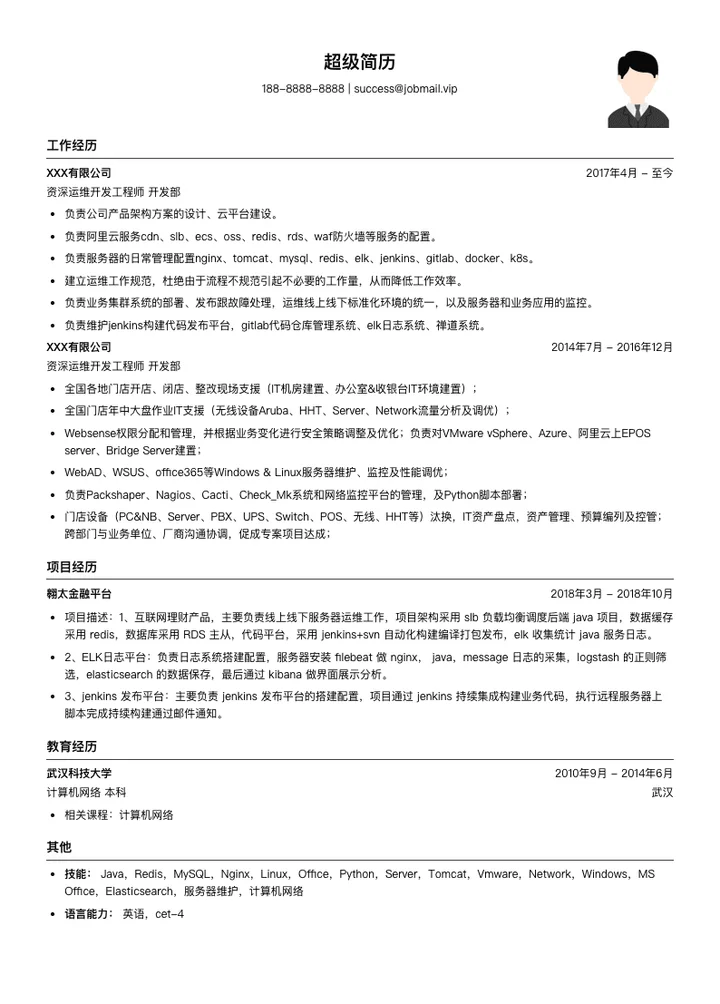 超级简历
188-8888-8888 | success@jobmail.vip
工作经历
XXX有限公司 2017年4月 – 至今
资深运维开发工程师 开发部
• 负责公司产品架构方案的设计、云平台建设。
• 负责阿里云服务cdn、slb、ecs、oss、redis、rds、waf防火墙等服务的配置。
• 负责服务器的日常管理配置nginx、tomcat、mysql、redis、elk、jenkins、gitlab、docker、k8s。
• 建立运维工作规范，杜绝由于流程不规范引起不必要的工作量，从而降低工作效率。
• 负责业务集群系统的部署、发布跟故障处理，运维线上线下标准化环境的统一，以及服务器和业务应用的监控。
• 负责维护jenkins构建代码发布平台，gitlab代码仓库管理系统、elk日志系统、禅道系统。
XXX有限公司 2014年7月 – 2016年12月
资深运维开发工程师 开发部
• 全国各地门店开店、闭店、整改现场支援（IT机房建置、办公室&收银台IT环境建置）；
• 全国门店年中大盘作业IT支援（无线设备Aruba、HHT、Server、Network流量分析及调优）；
• Websense权限分配和管理，并根据业务变化进行安全策略调整及优化；负责对VMware vSphere、Azure、阿里云上EPOS
server、Bridge Server建置；
• WebAD、WSUS、office365等Windows & Linux服务器维护、监控及性能调优；
• 负责Packshaper、Nagios、Cacti、Check_Mk系统和网络监控平台的管理，及Python脚本部署；
• 门店设备（PC&NB、Server、PBX、UPS、Switch、POS、无线、HHT等）汰换，IT资产盘点，资产管理、预算编列及控管；
跨部门与业务单位、厂商沟通协调，促成专案项目达成；
项目经历
翱太金融平台 2018年3月 – 2018年10月
• 项目描述：1、互联网理财产品，主要负责线上线下服务器运维工作，项目架构采用 slb 负载均衡调度后端 java 项目，数据缓存
采用 redis，数据库采用 RDS 主从，代码平台，采用 jenkins+svn 自动化构建编译打包发布，elk 收集统计 java 服务日志。
• 2、ELK日志平台：负责日志系统搭建配置，服务器安装 filebeat 做 nginx， java，message 日志的采集，logstash 的正则筛
选，elasticsearch 的数据保存，最后通过 kibana 做界面展示分析。
• 3、jenkins 发布平台：主要负责 jenkins 发布平台的搭建配置，项目通过 jenkins 持续集成构建业务代码，执行远程服务器上
脚本完成持续构建通过邮件通知。
教育经历
武汉科技大学 2010年9月 – 2014年6月
计算机网络 本科 武汉
• 相关课程：计算机网络
其他
• 技能： Java，Redis，MySQL，Nginx，Linux，Office，Python，Server，Tomcat，Vmware，Network，Windows，MS
Office，Elasticsearch，服务器维护，计算机网络
• 语言能力： 英语，cet-4